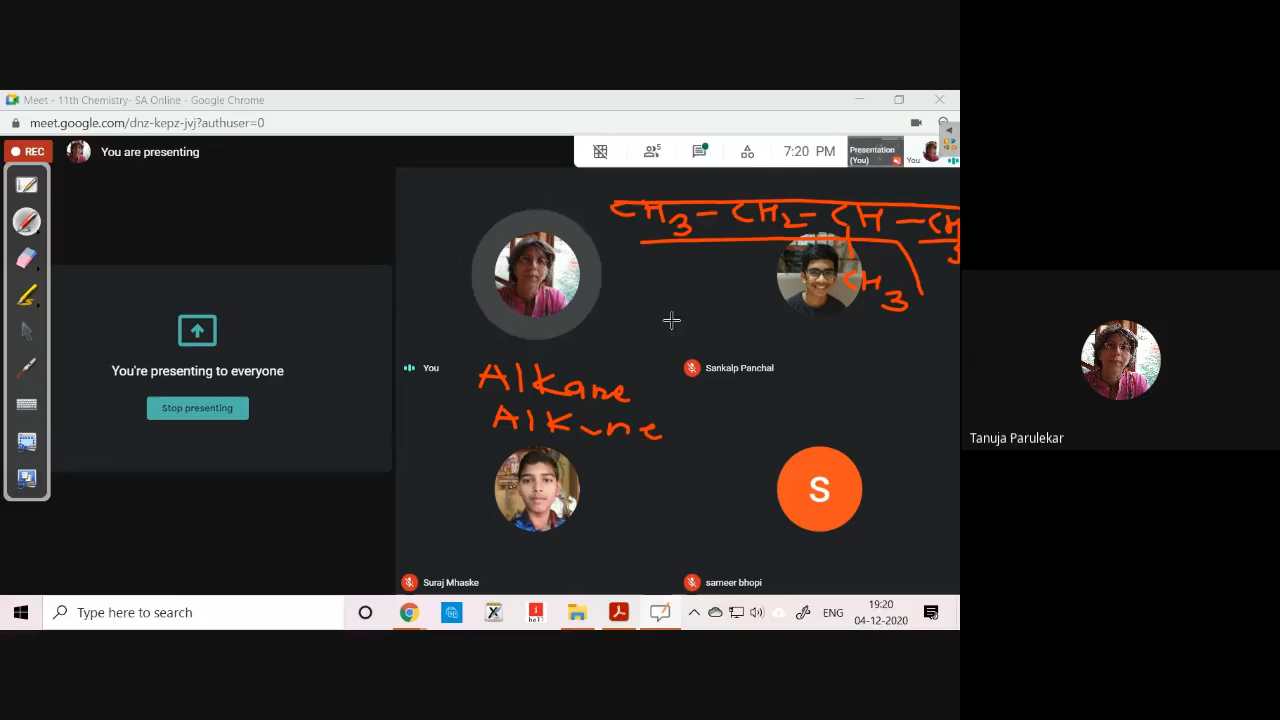 Meet - 11th Chemistry- SA Online - Google Chrome
meet.google.com/dnz-kepz-jvj?authuser=0
REC
You are presenting
5
7:20 PM
Presentation
(You)
You
CH3 - CH2 - CH - CH
3
CH3
You're presenting to everyone
Stop presenting
You
Sankalp Panchal
Alkane
S
Suraj Mhaske
sameer bhopi
Tanuja Parulekar
Type here to search
iball
ENG
19:20
04-12-2020